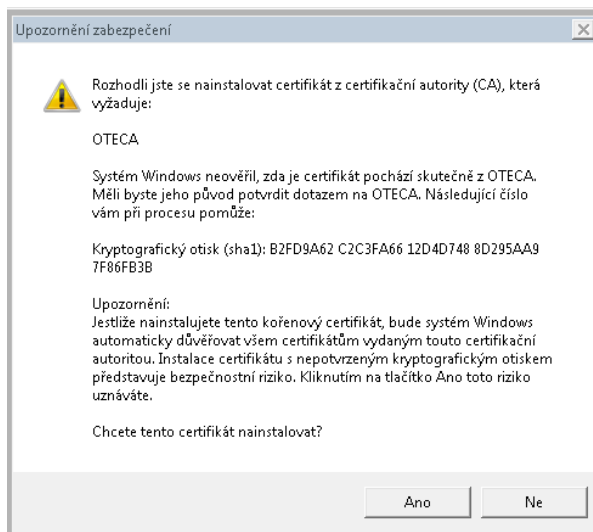 Upozornění zabezpečení
Rozhodli jste se nainstalovat certifikát z certifikační autority (CA), která
vyžaduje:
OTECA
Systém Windows neověřil, zda je certifikát pochází skutečně z OTECA.
Měli byste jeho původ potvrdit dotazem na OTECA. Následující číslo
vám při procesu pomůže:
Kryptografický otisk (sha1): B2FD9A62 C2C3FA66 12D4D748 8D295AA9
7F86FB3B
Upozornění:
Jestliže nainstalujete tento kořenový certifikát, bude systém Windows
automaticky důvěřovat všem certifikátům vydaným touto certifikační
autoritou. Instalace certifikátu s nepotvrzeným kryptografickým otiskem
představuje bezpečnostní riziko. Kliknutím na tlačítko Ano toto riziko
uznáváte.
Chcete tento certifikát nainstalovat?
Ano Ne